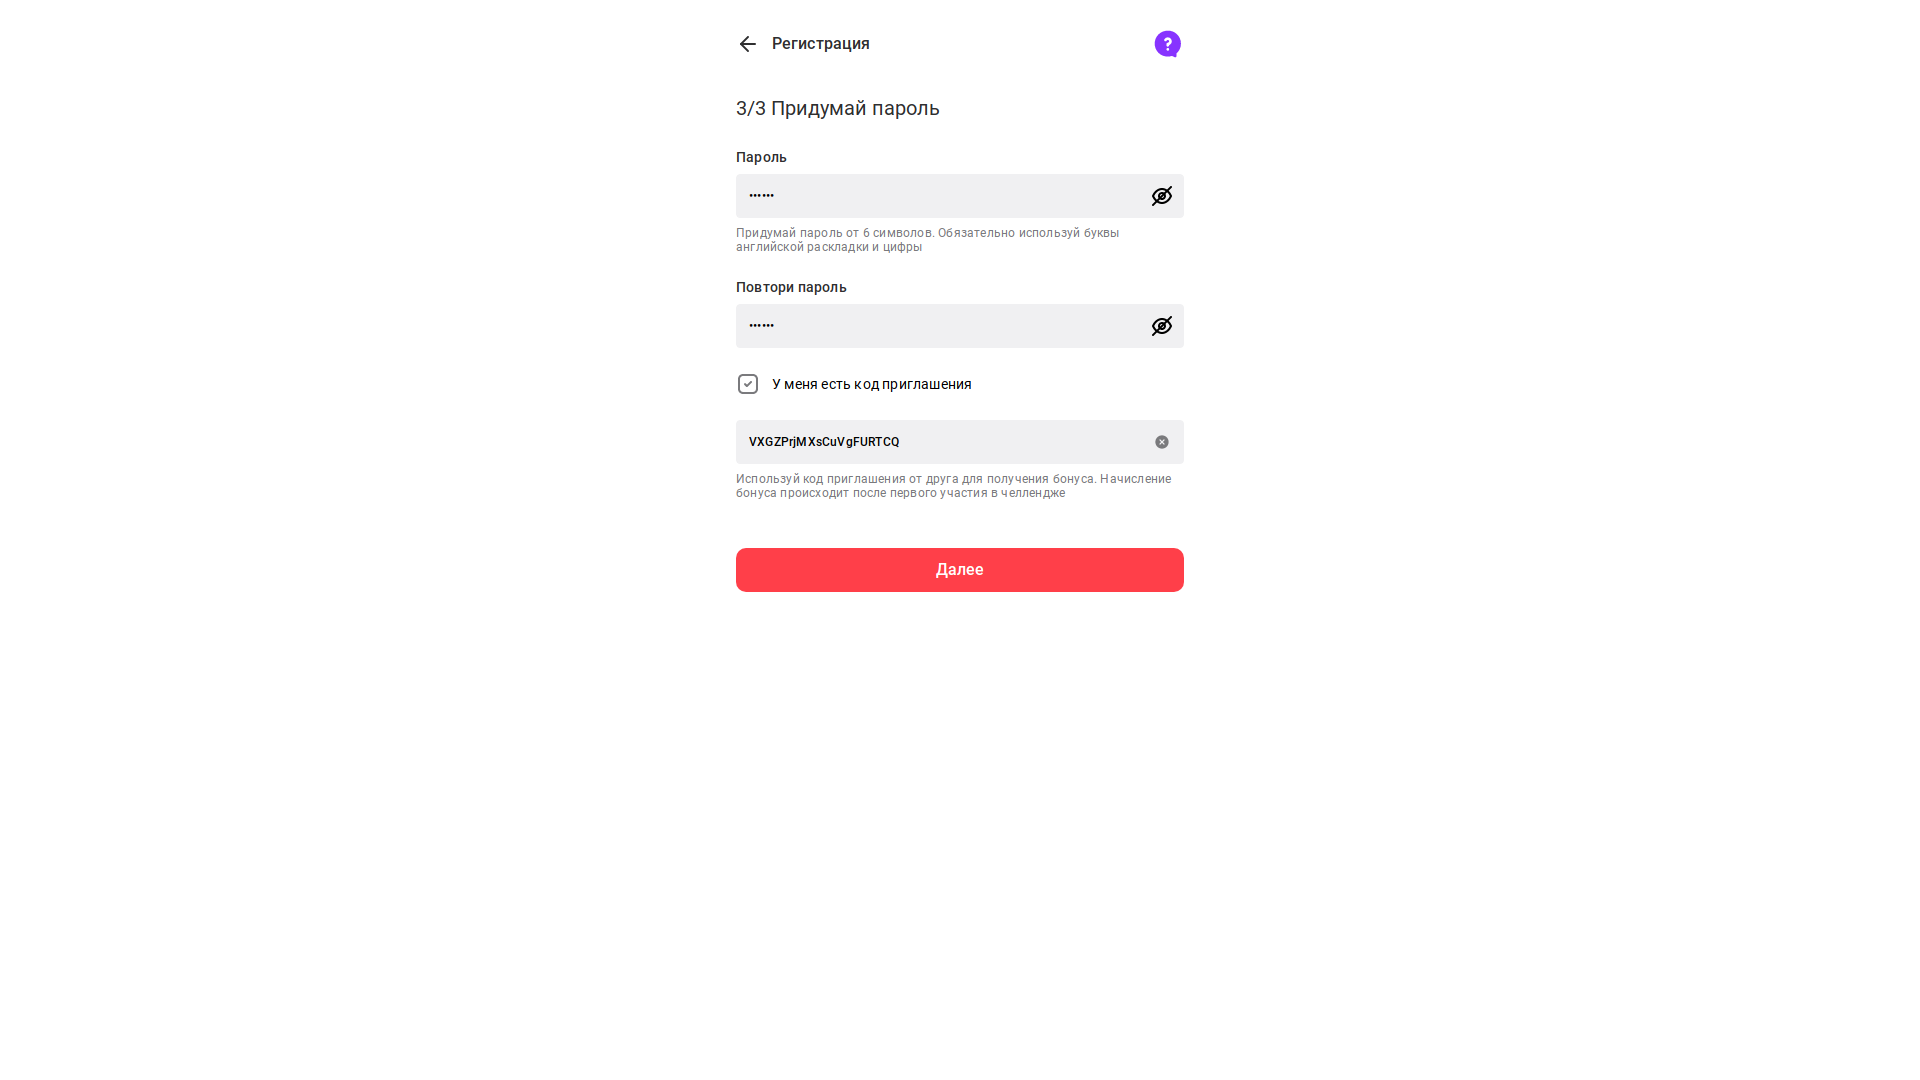 Регистрация
3/3 Придумай пароль
Пароль
••••••
Придумай пароль от 6 символов. Обязательно используй буквы
английской раскладки и цифры
Повтори пароль
••••••
У меня есть код приглашения
VXGZPrjMXsCuVgFURTCQ
Используй код приглашения от друга для получения бонуса. Начисление
бонуса происходит после первого участия в челлендже
Далее